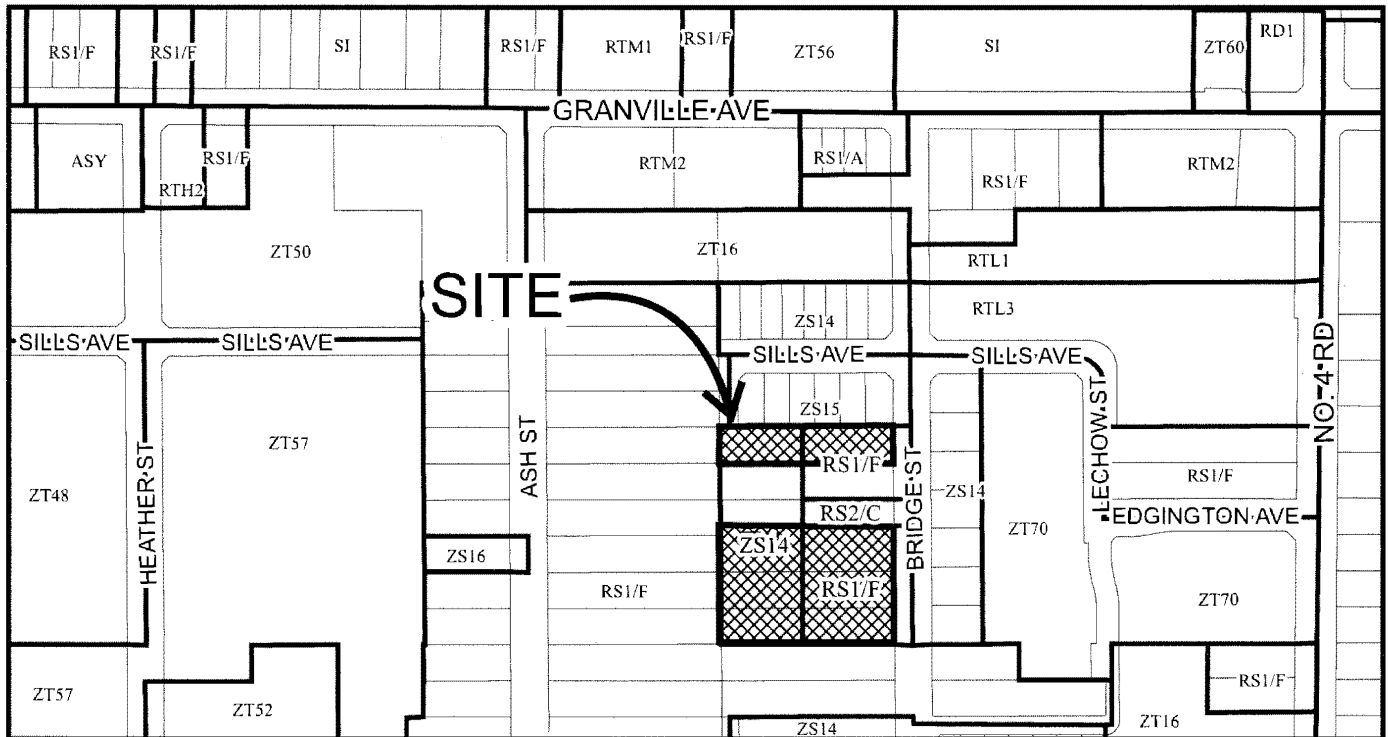 RS1/F
RS1/F
SI
RS1/F
RTM1
RS1/F
ZT56
SI
ZT60
RD1
GRANVILLE AVE
ASY
RTH2
RS1/F
RTM2
RS1/A
RS1/F
RTM2
ZT50
ZT16
RTL1
SITE
RTL3
ZS14
SILLS AVE
SILLS AVE
SILLS AVE
SILLS AVE
NO. 4 RD
LECHOW ST
ZS15
ASH ST
HEATHER ST
ZT57
RS1/F
BRIDGE ST
RS1/F
ZT48
ZS14
RS2/C
EDGINGTON AVE
ZT70
ZS14
ZS16
RS1/F
RS1/F
ZT70
ZT57
ZT52
ZS14
ZT16
RS1/F